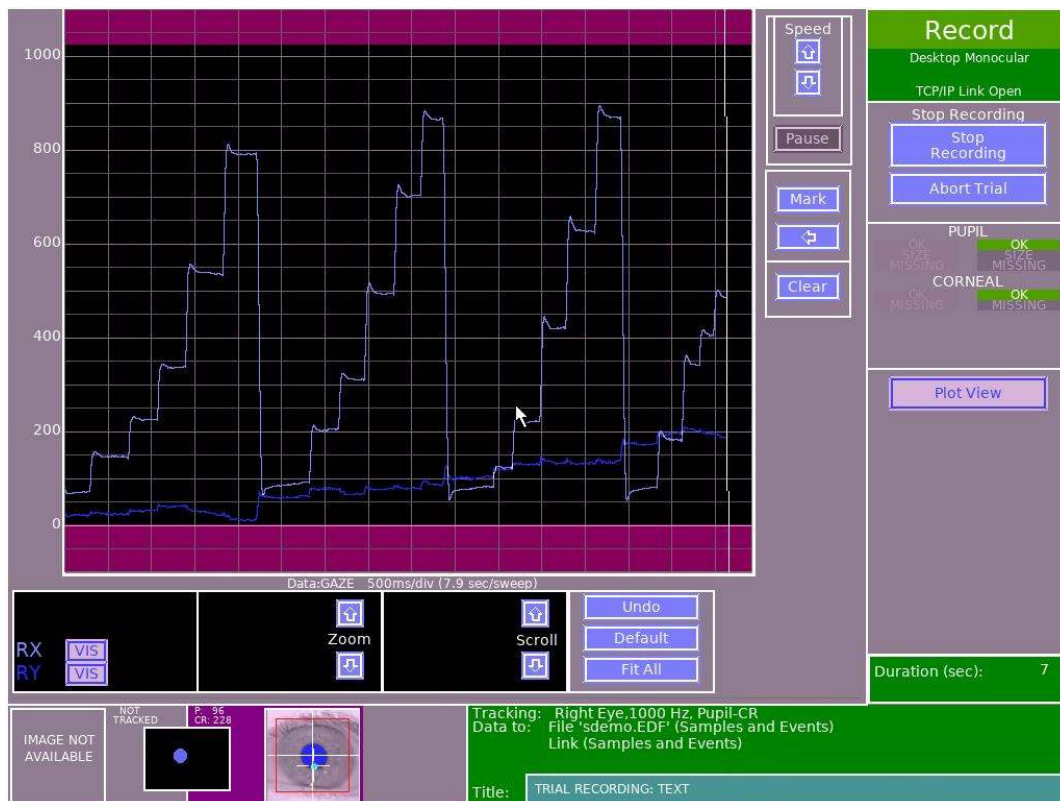 1000
800
600
400
200
0
Data:GAZE 500ms/div (7.9 sec/sweep)
Speed
Pause
Mark
Clear
Record
Desktop Monocular
TCP/IP Link Open
Stop Recording
Stop
Recording
Abort Trial
PUPIL
OK OK
SIZE SIZE
MISSING MISSING
CORNEAL
OK OK
MISSING MISSING
Plot View
RX VIS
RY VIS
Zoom
Scroll
Undo
Default
Fit All
Duration (sec): 7
IMAGE NOT
AVAILABLE
NOT
TRACKED
P: 96
CR: 228
Tracking: Right Eye,1000 Hz, Pupil-CR
Data to: File 'sdemo.EDF' (Samples and Events)
Link (Samples and Events)
Title: TRIAL RECORDING: TEXT